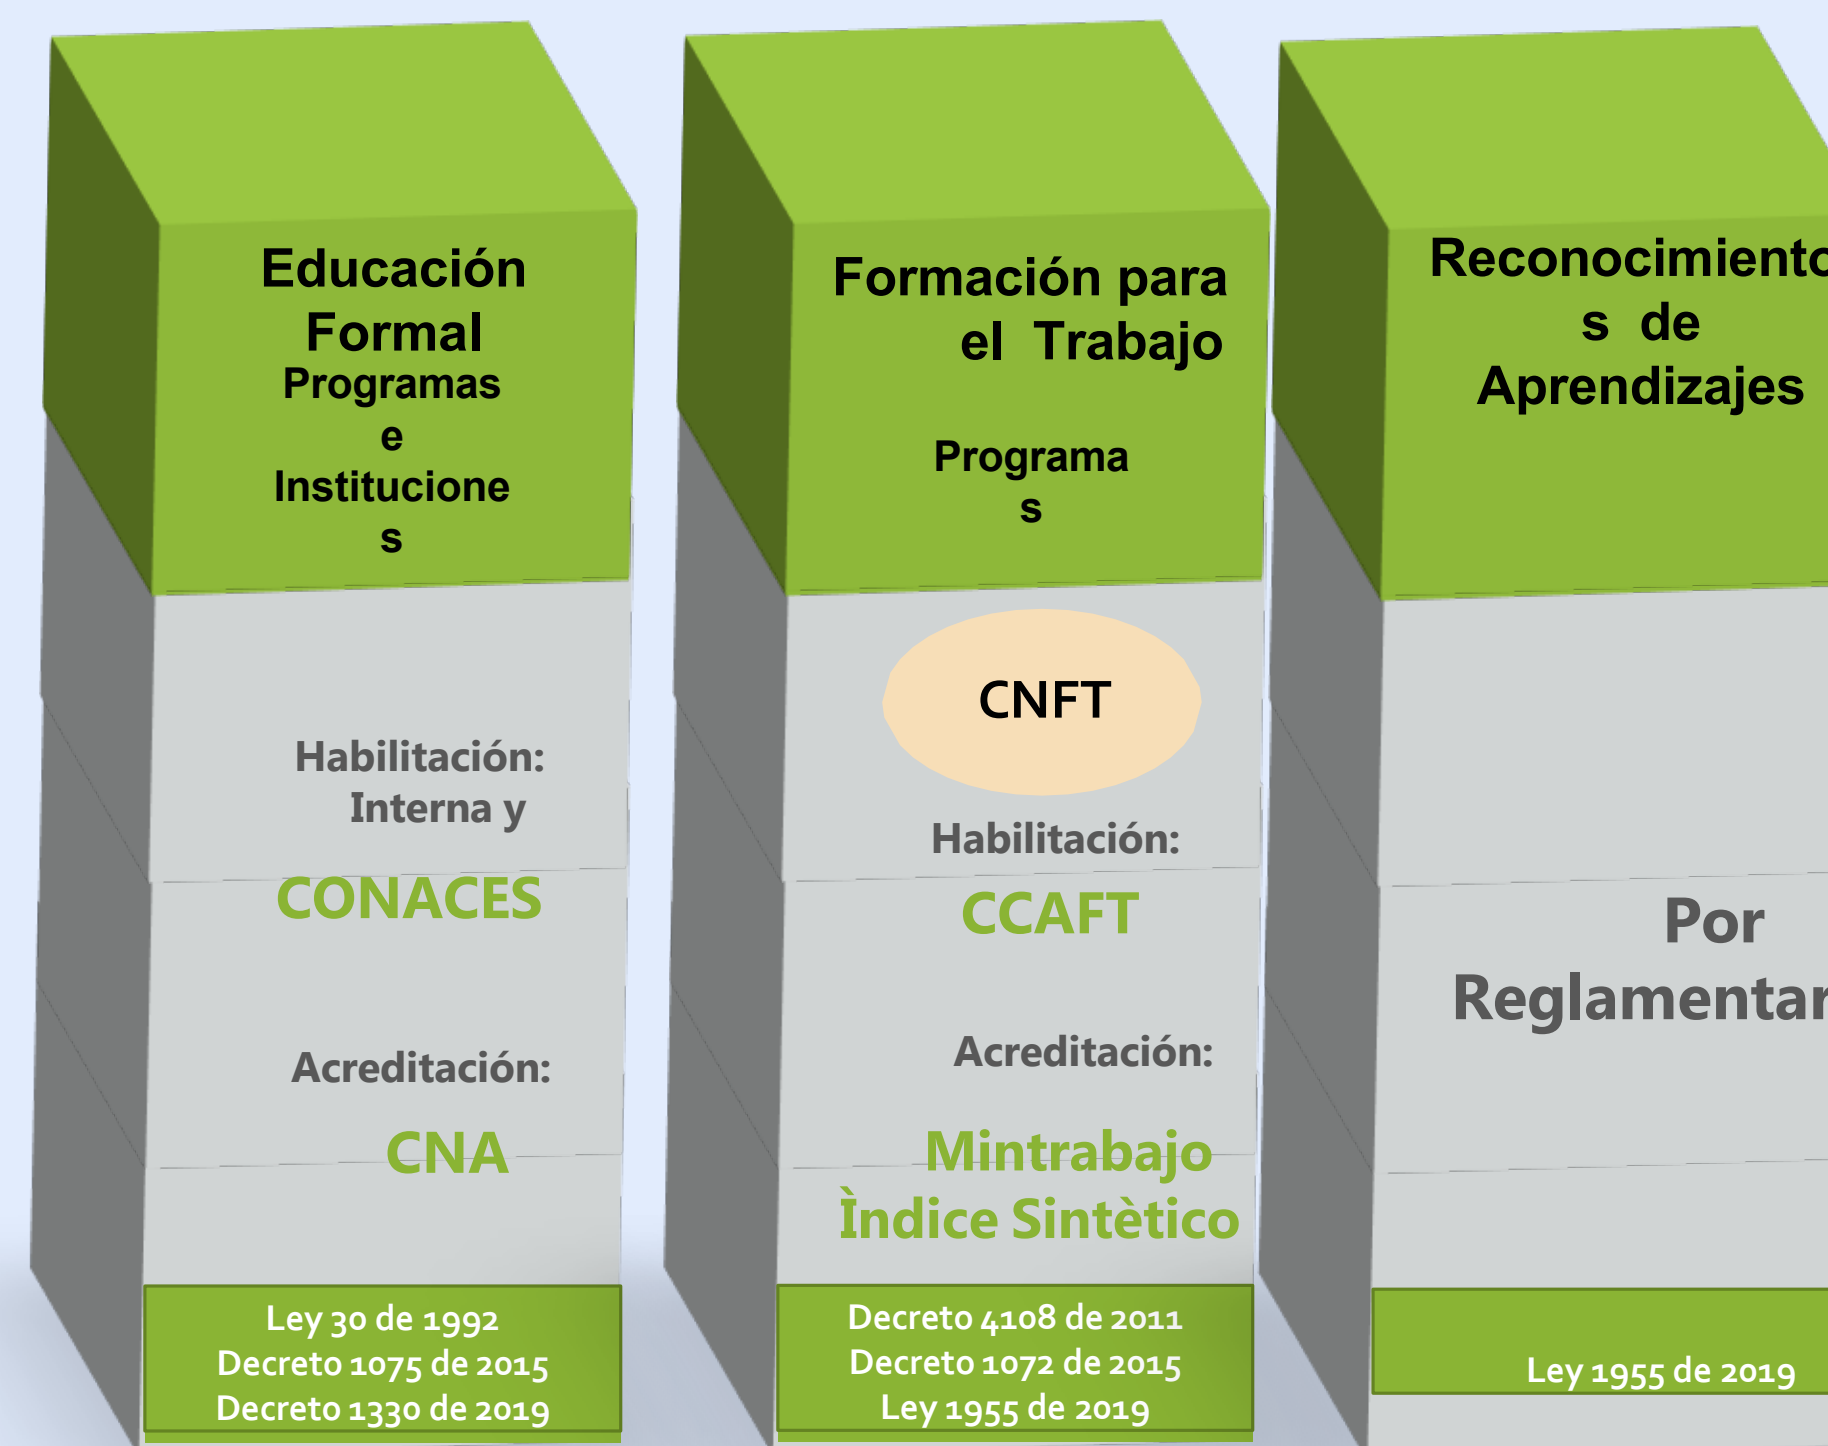 Educación
Formal
Programas
e
Institucione
s
Habilitación:
Interna y
CONACES
Acreditación:
CNA
Ley 30 de 1992
Decreto 1075 de 2015
Decreto 1330 de 2019
Formación para
el Trabajo
Programa
s
CNFT
Habilitación:
CCAFT
Acreditación:
Mintrabajo
Ìndice Sintètico
Decreto 4108 de 2011
Decreto 1072 de 2015
Ley 1955 de 2019
Reconocimiento
s de
Aprendizajes
Por
Reglamentar
Ley 1955 de 2019